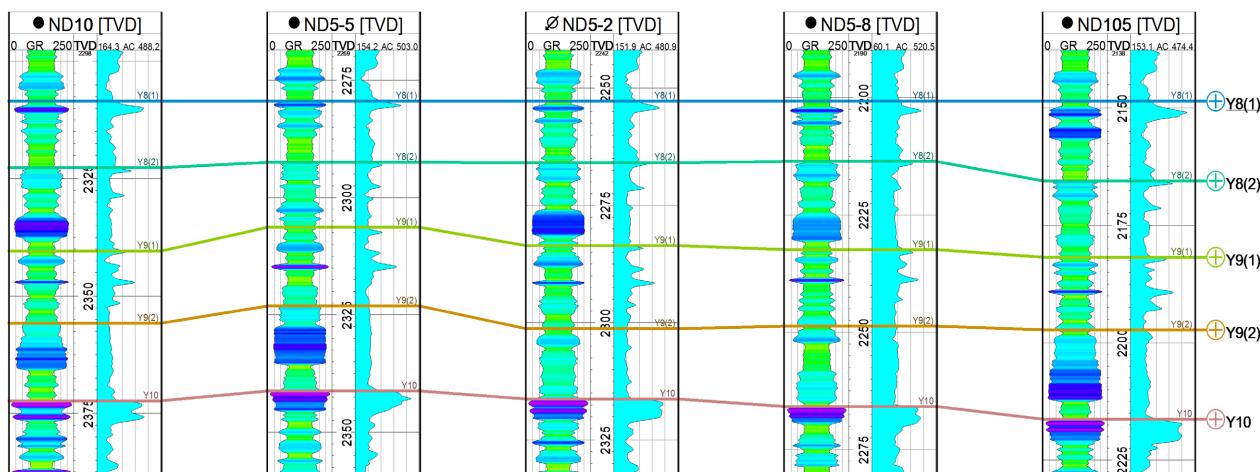 ND10 [TVD]
0 GR 250 TVD 164.3 AC 488.2
2298
Y8(1)
Y8(2)
2325
Y9(1)
2350
Y9(2)
Y10
2375
ND5-5 [TVD]
0 GR 250 TVD 154.2 AC 503.0
2269
2275
Y8(1)
Y8(2)
2300
Y9(1)
Y9(2)
2325
Y10
2350
ND5-2 [TVD]
0 GR 250 TVD 151.9 AC 480.9
2242
2250
Y8(1)
Y8(2)
2275
Y9(1)
2300
Y9(2)
Y10
2325
ND5-8 [TVD]
0 GR 250 TVD 60.1 AC 520.5
2190
2200
Y8(1)
Y8(2)
2225
Y9(1)
Y9(2)
2250
Y10
2275
ND105 [TVD]
0 GR 250 TVD 153.1 AC 474.4
2138
Y8(1)
2150
Y8(2)
2175
Y9(1)
Y9(2)
2200
Y10
2225
Y8(1)
Y8(2)
Y9(1)
Y9(2)
Y10